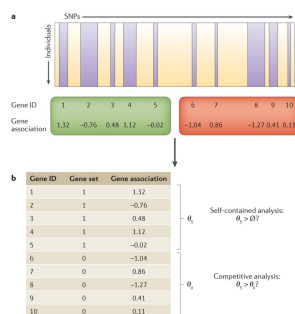 a
SNPs
Individuals
Gene ID 1 2 3 4 5 6 7 8 9 10
Gene association 1.32 −0.76 0.48 1.12 −0.02 −1.04 0.86 −1.27 0.41 0.11
b
Gene ID Gene set Gene association
1 1 1.32
2 1 −0.76
3 1 0.48
4 1 1.12
5 1 −0.02
6 0 −1.04
7 0 0.86
8 0 −1.27
9 0 0.41
10 0 0.11
Self-contained analysis:
Competitive analysis: